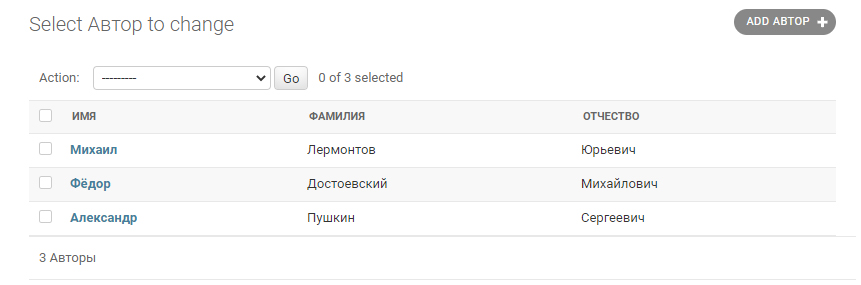 Select Автор to change
ADD АВТОР +
Action: --------- Go 0 of 3 selected
ИМЯ ФАМИЛИЯ ОТЧЕСТВО
Михаил Лермонтов Юрьевич
Фёдор Достоевский Михайлович
Александр Пушкин Сергеевич
3 Авторы